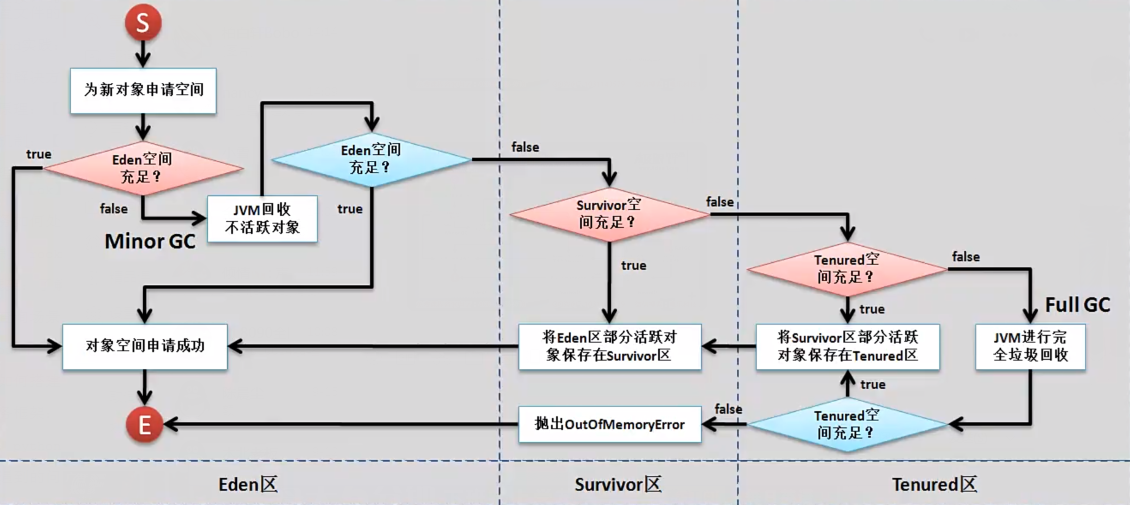 S
为新对象申请空间
true
Eden空间
充足？
false
Minor GC
JVM回收
不活跃对象
Eden空间
充足？
true
false
Survivor空
间充足？
false
true
Tenured空
间充足？
false
true
Full GC
对象空间申请成功
将Eden区部分活跃对
象保存在Survivor区
将Survivor区部分活跃
对象保存在Tenured区
JVM进行完
全垃圾回收
true
E
抛出OutOfMemoryError
false
Tenured空
间充足？
Eden区
Survivor区
Tenured区